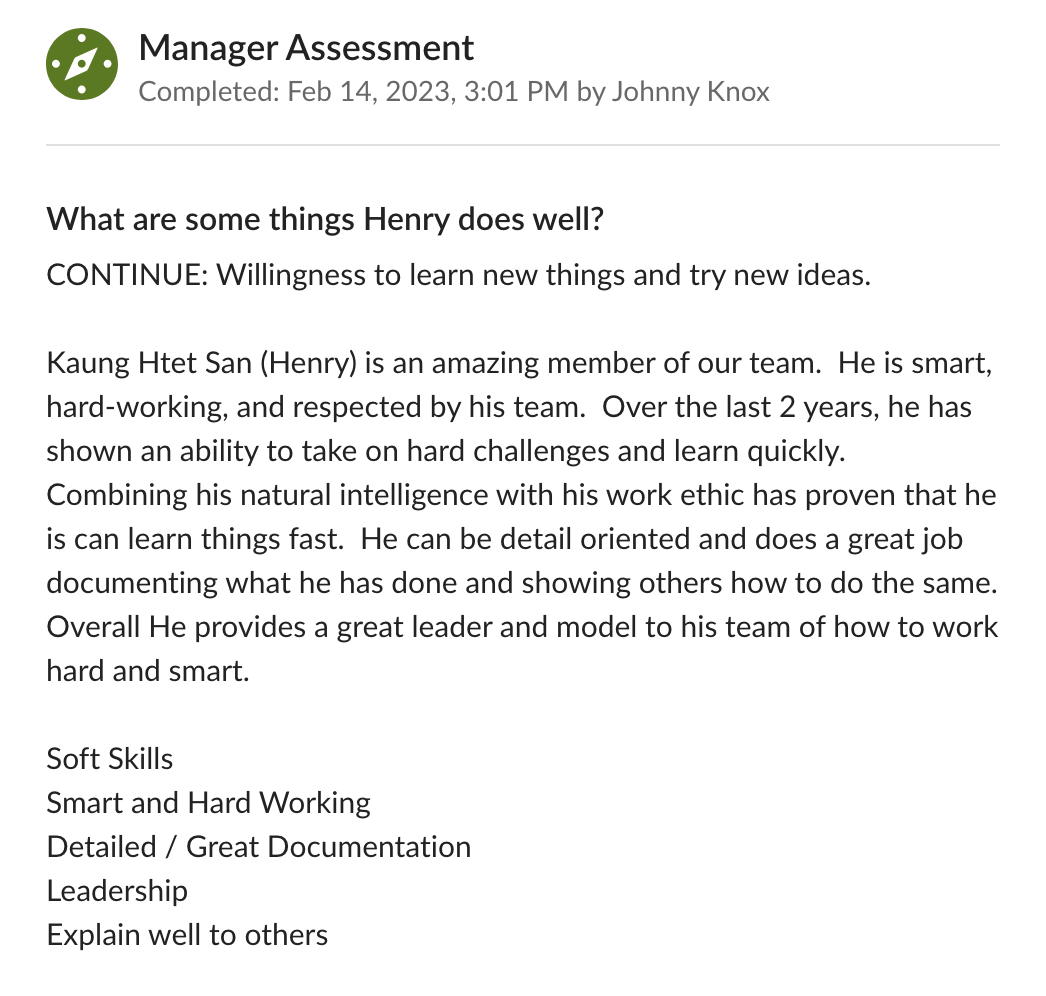 Manager Assessment
Completed: Feb 14, 2023, 3:01 PM by Johnny Knox
What are some things Henry does well?
CONTINUE: Willingness to learn new things and try new ideas.
Kaung Htet San (Henry) is an amazing member of our team.  He is smart,
hard-working, and respected by his team.  Over the last 2 years, he has
shown an ability to take on hard challenges and learn quickly.
Combining his natural intelligence with his work ethic has proven that he
is can learn things fast.  He can be detail oriented and does a great job
documenting what he has done and showing others how to do the same.
Overall He provides a great leader and model to his team of how to work
hard and smart.
Soft Skills
Smart and Hard Working
Detailed / Great Documentation
Leadership
Explain well to others